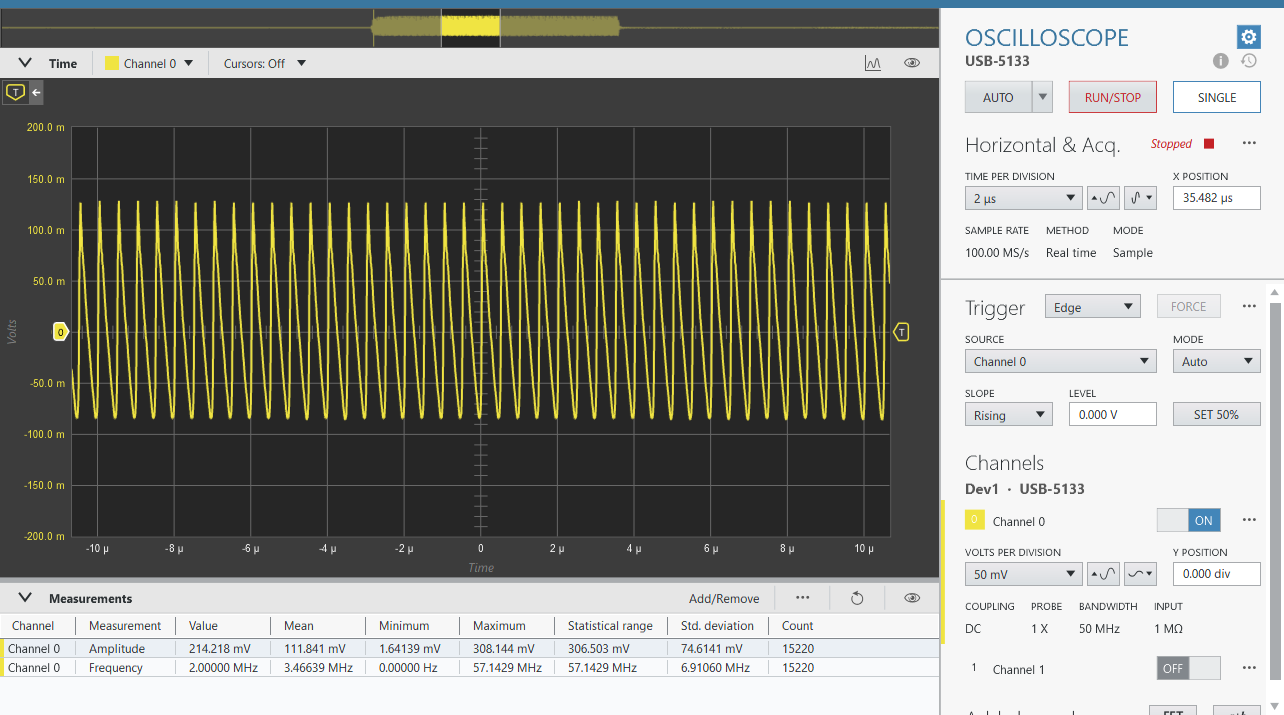 OSCILLOSCOPE
USB-5133
Time Channel 0 Cursors: Off
AUTO RUN/STOP SINGLE
T
Horizontal & Acq. Stopped
TIME PER DIVISION X POSITION
2 µs 35.482 µs
SAMPLE RATE METHOD MODE
100.00 MS/s Real time Sample
200.0 m
150.0 m
100.0 m
50.0 m
0
-50.0 m
-100.0 m
-150.0 m
-200.0 m
Volts
T
-10 µ -8 µ -6 µ -4 µ -2 µ 0 2 µ 4 µ 6 µ 8 µ 10 µ
Time
Trigger Edge FORCE
SOURCE MODE
Channel 0 Auto
SLOPE LEVEL
Rising 0.000 V SET 50%
Channels
Dev1 · USB-5133
0 Channel 0 ON
VOLTS PER DIVISION Y POSITION
50 mV 0.000 div
COUPLING PROBE BANDWIDTH INPUT
DC 1 X 50 MHz 1 MΩ
1 Channel 1 OFF
Measurements Add/Remove
Channel Measurement Value Mean Minimum Maximum Statistical range Std. deviation Count
Channel 0 Amplitude 214.218 mV 111.841 mV 1.64139 mV 308.144 mV 306.503 mV 74.6141 mV 15220
Channel 0 Frequency 2.00000 MHz 3.46639 MHz 0.00000 Hz 57.1429 MHz 57.1429 MHz 6.91060 MHz 15220